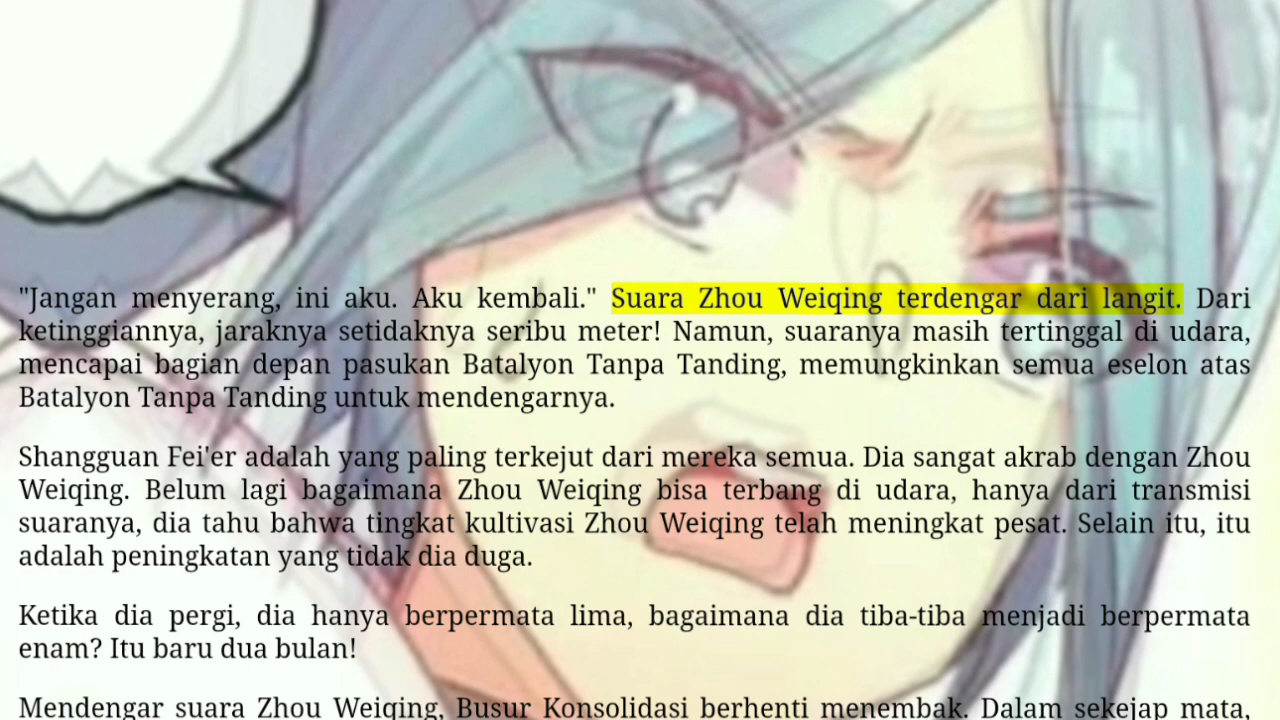 "Jangan menyerang, ini aku. Aku kembali." Suara Zhou Weiqing terdengar dari langit. Dari
ketinggiannya, jaraknya setidaknya seribu meter! Namun, suaranya masih tertinggal di udara,
mencapai bagian depan pasukan Batalyon Tanpa Tanding, memungkinkan semua eselon atas
Batalyon Tanpa Tanding untuk mendengarnya.
Shangguan Fei'er adalah yang paling terkejut dari mereka semua. Dia sangat akrab dengan Zhou
Weiqing. Belum lagi bagaimana Zhou Weiqing bisa terbang di udara, hanya dari transmisi
suaranya, dia tahu bahwa tingkat kultivasi Zhou Weiqing telah meningkat pesat. Selain itu, itu
adalah peningkatan yang tidak dia duga.
Ketika dia pergi, dia hanya berpermata lima, bagaimana dia tiba-tiba menjadi berpermata
enam? Itu baru dua bulan!
Mendengar suara Zhou Weiqing, Busur Konsolidasi berhenti menembak. Dalam sekejap mata,